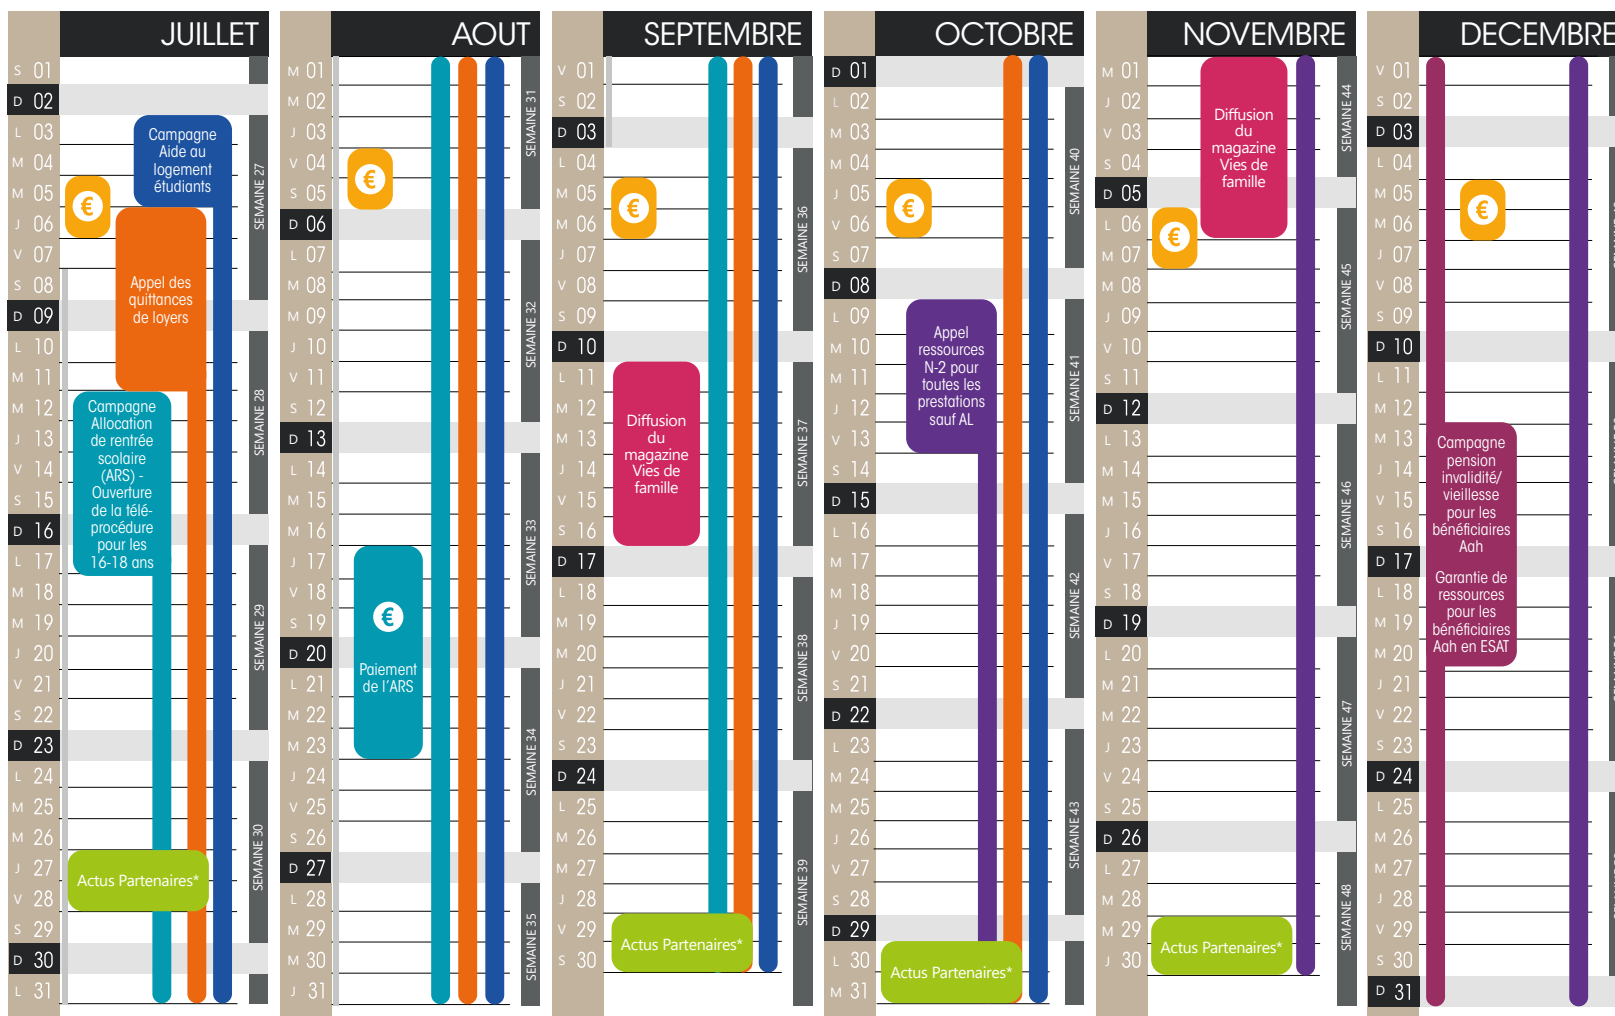 JUILLET
S 01
D 02
L 03
M 04
M 05
J 06
V 07
S 08
D 09
L 10
M 11
M 12
J 13
V 14
S 15
D 16
L 17
M 18
M 19
J 20
V 21
S 22
D 23
L 24
M 25
M 26
J 27
V 28
S 29
D 30
L 31
Campagne
Aide au
logement
étudiants
€
Appel des
quittances
de loyers
Campagne
Allocation
de rentrée
scolaire
(ARS) -
Ouverture
de la télé-
procédure
pour les
16-18 ans
Actus Partenaires*
SEMAINE 27
SEMAINE 28
SEMAINE 29
SEMAINE 30
AOUT
M 01
M 02
J 03
V 04
S 05
D 06
L 07
M 08
M 09
J 10
V 11
S 12
D 13
L 14
M 15
M 16
J 17
V 18
S 19
D 20
L 21
M 22
M 23
J 24
V 25
S 26
D 27
L 28
M 29
M 30
J 31
€
€
Paiement
de l'ARS
SEMAINE 31
SEMAINE 32
SEMAINE 33
SEMAINE 34
SEMAINE 35
SEPTEMBRE
V 01
S 02
D 03
L 04
M 05
M 06
J 07
V 08
S 09
D 10
L 11
M 12
M 13
J 14
V 15
S 16
D 17
L 18
M 19
M 20
J 21
V 22
S 23
D 24
L 25
M 26
M 27
J 28
V 29
S 30
€
Diffusion
du
magazine
Vies de
famille
Actus Partenaires*
SEMAINE 36
SEMAINE 37
SEMAINE 38
SEMAINE 39
OCTOBRE
D 01
L 02
M 03
M 04
J 05
V 06
S 07
D 08
L 09
M 10
M 11
J 12
V 13
S 14
D 15
L 16
M 17
M 18
J 19
V 20
S 21
D 22
L 23
M 24
M 25
J 26
V 27
S 28
D 29
L 30
M 31
€
Appel
ressources
N-2 pour
toutes les
prestations
sauf AL
Actus Partenaires*
SEMAINE 40
SEMAINE 41
SEMAINE 42
SEMAINE 43
NOVEMBRE
M 01
J 02
V 03
S 04
D 05
L 06
M 07
M 08
J 09
V 10
S 11
D 12
L 13
M 14
M 15
J 16
V 17
S 18
D 19
L 20
M 21
M 22
J 23
V 24
S 25
D 26
L 27
M 28
M 29
J 30
Diffusion
du
magazine
Vies de
famille
€
Actus Partenaires*
SEMAINE 44
SEMAINE 45
SEMAINE 46
SEMAINE 47
SEMAINE 48
DECEMBRE
V 01
S 02
D 03
L 04
M 05
M 06
J 07
V 08
S 09
D 10
L 11
M 12
M 13
J 14
V 15
S 16
D 17
L 18
M 19
M 20
J 21
V 22
S 23
D 24
L 25
M 26
M 27
J 28
V 29
S 30
D 31
€
Campagne
pension
invalidité/
vieillesse
pour les
bénéficiaires
Aah
Garantie de
ressources
pour les
bénéficiaires
Aah en ESAT